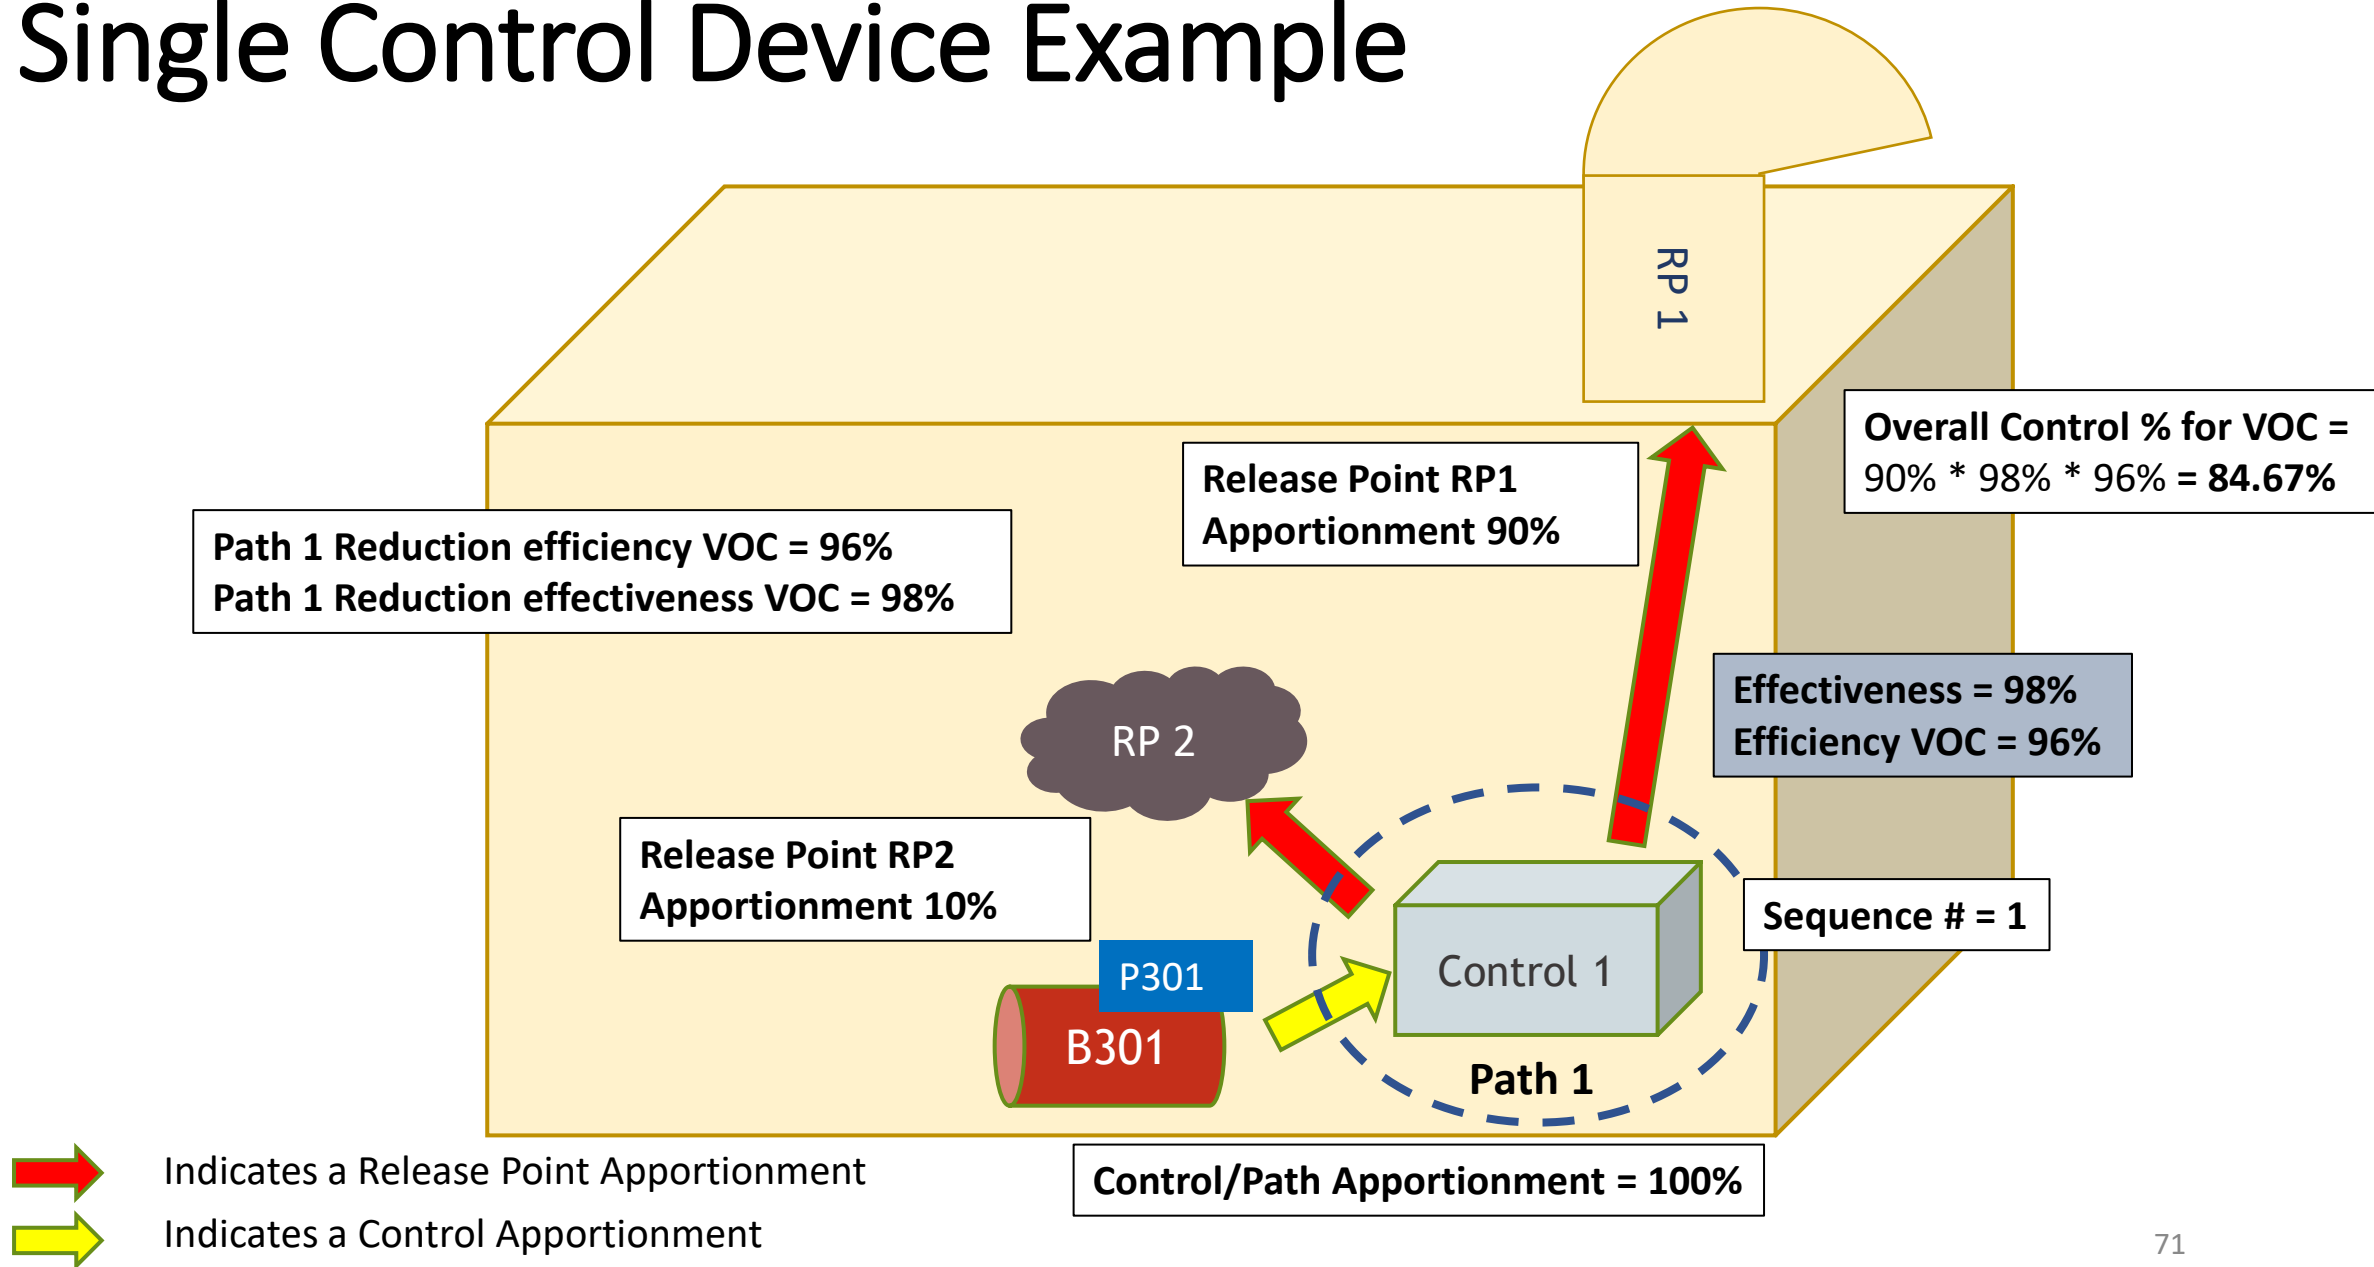 Single Control Device Example
RP 1
Overall Control % for VOC =
90% * 98% * 96% = 84.67%
Release Point RP1
Apportionment 90%
Path 1 Reduction efficiency VOC = 96%
Path 1 Reduction effectiveness VOC = 98%
Effectiveness = 98%
Efficiency VOC = 96%
RP 2
Release Point RP2
Apportionment 10%
Sequence # = 1
P301
Control 1
B301
Path 1
Control/Path Apportionment = 100%
Indicates a Release Point Apportionment
Indicates a Control Apportionment
71